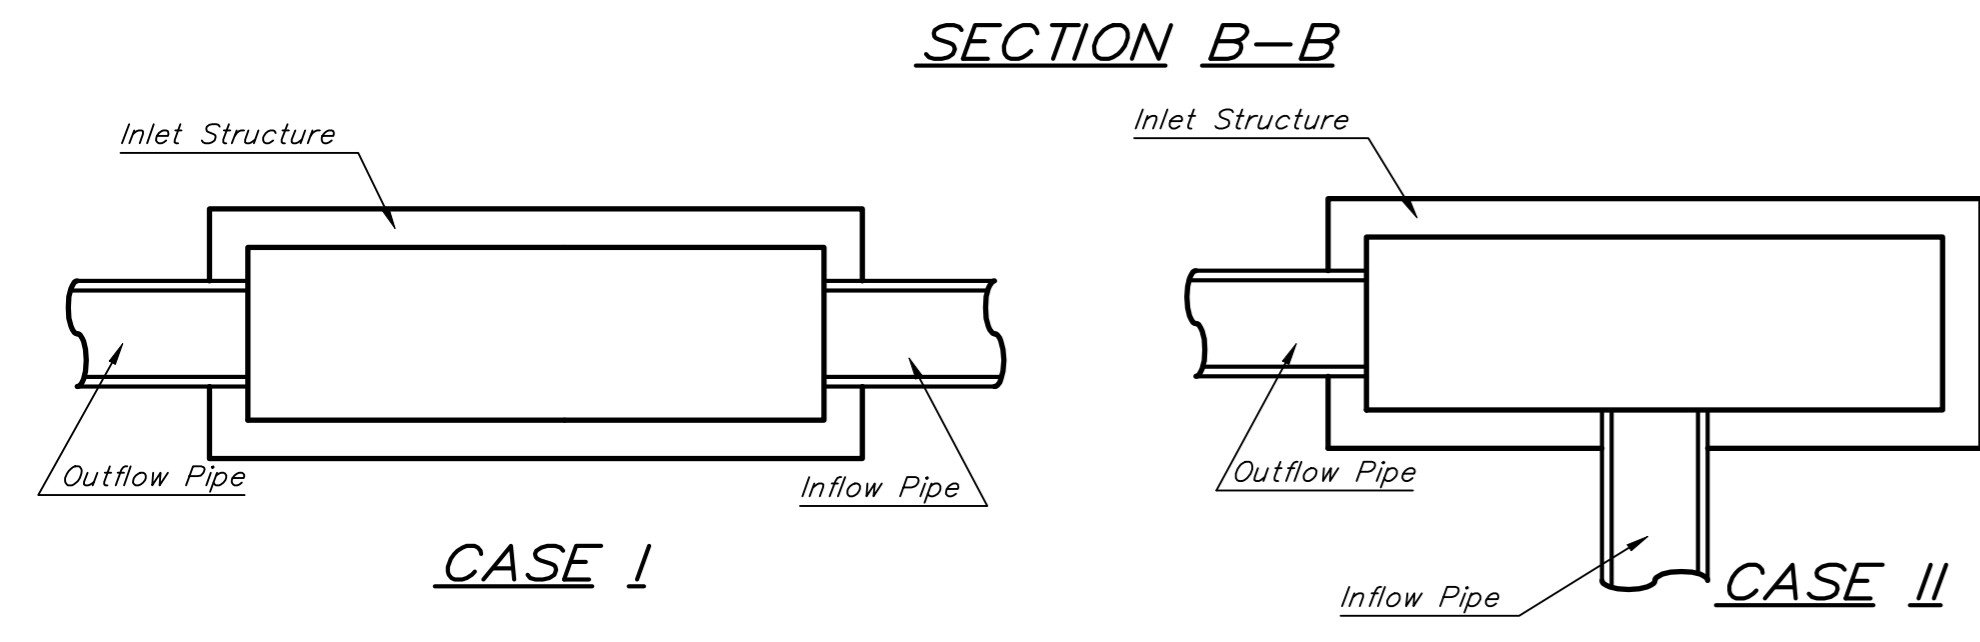 SECTION B-B
Inlet Structure
Outflow Pipe
Inflow Pipe
CASE I
Inlet Structure
Outflow Pipe
Inflow Pipe
CASE II